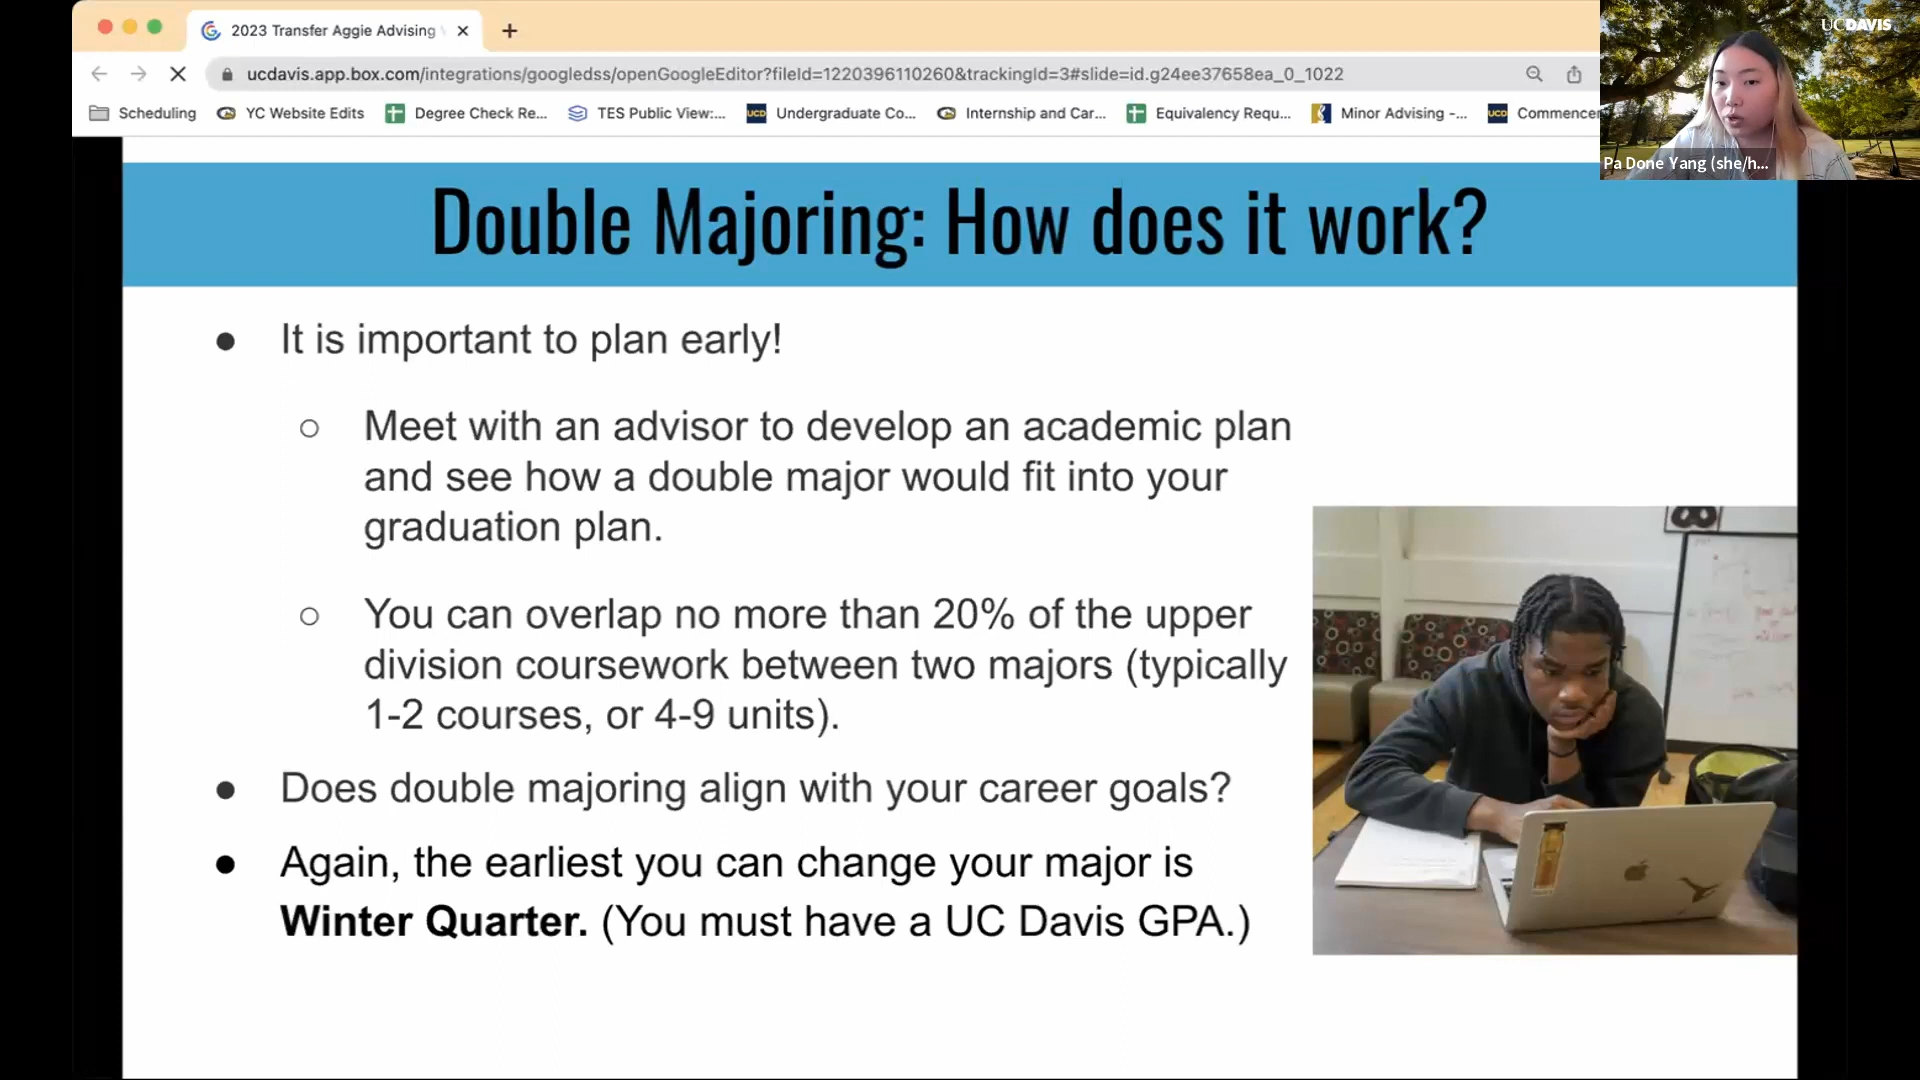 2023 Transfer Aggie Advising
ucdavis.app.box.com/integrations/googledss/openGoogleEditor?fileId=1220396110260&trackingId=3#slide=id.g24ee37658ea_0_1022
Scheduling YC Website Edits Degree Check Re... TES Public View:... UCD Undergraduate Co... Internship and Car... Equivalency Requ... Minor Advising -... UCD Commencer
UC DAVIS
Pa Done Yang (she/h...
Double Majoring: How does it work?
● It is important to plan early!
○ Meet with an advisor to develop an academic plan
and see how a double major would fit into your
graduation plan.
○ You can overlap no more than 20% of the upper
division coursework between two majors (typically
1-2 courses, or 4-9 units).
● Does double majoring align with your career goals?
● Again, the earliest you can change your major is
Winter Quarter. (You must have a UC Davis GPA.)